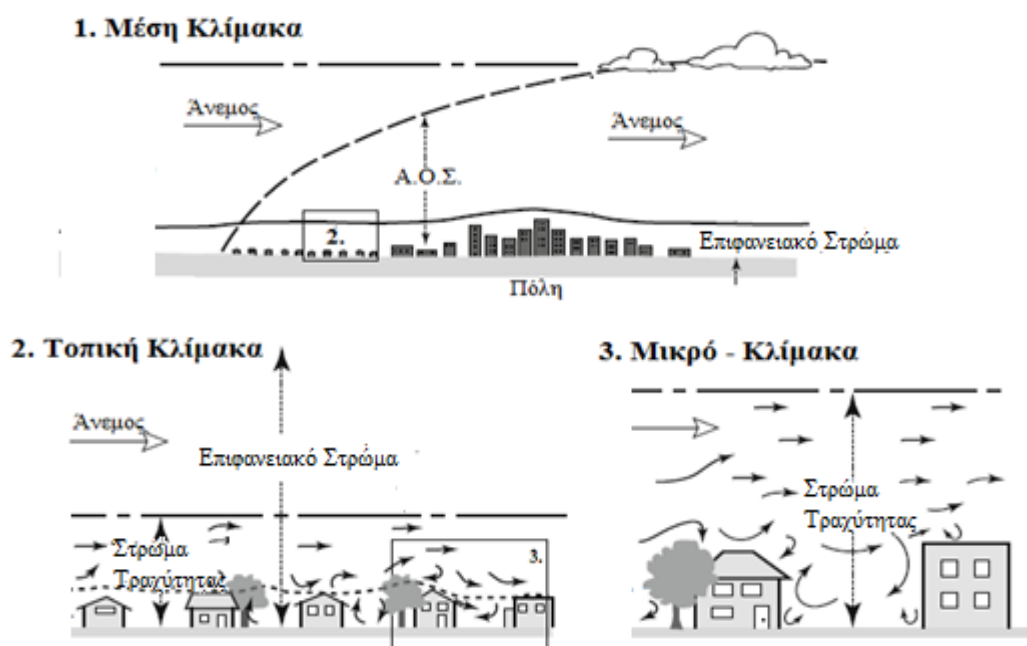 1. Μέση Κλίμακα
Άνεμος
Άνεμος
Α.Ο.Σ.
2.
Επιφανειακό Στρώμα
Πόλη
2. Τοπική Κλίμακα
Άνεμος
Επιφανειακό Στρώμα
Στρώμα
Τραχύτητας
3.
3. Μικρό - Κλίμακα
Στρώμα
Τραχύτητας